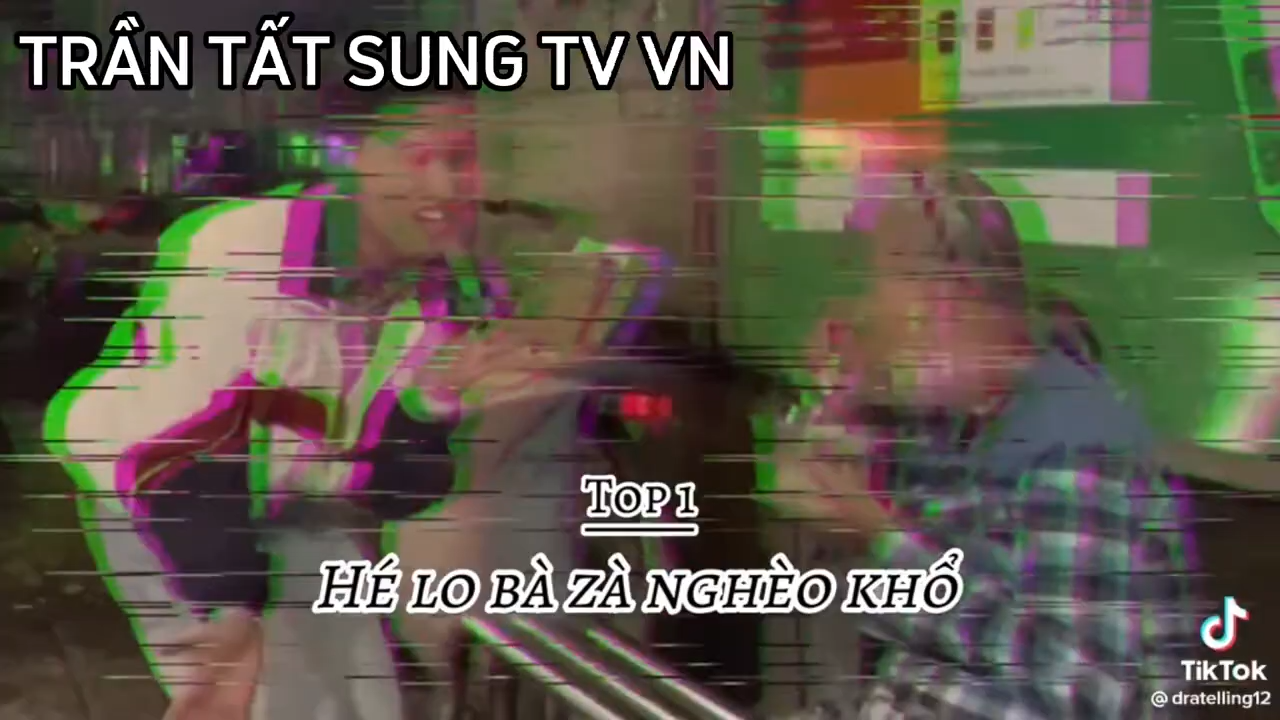 TRẦN TẤT SUNG TV VN
TOP 1
HÉ LO BÀ ZÀ NGHÈO KHỔ
TikTok
@dratelling12